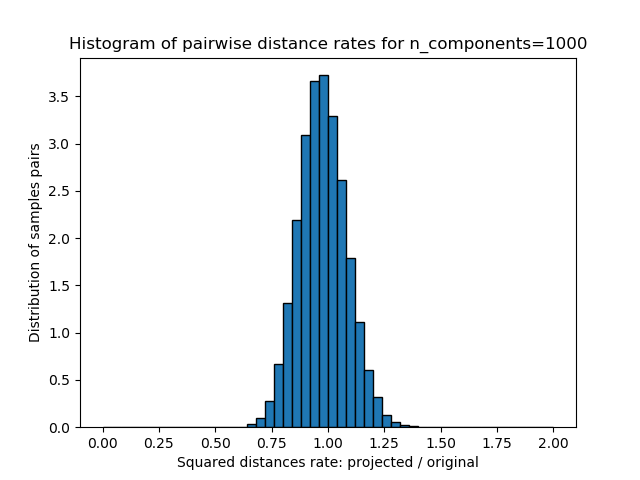 Histogram of pairwise distance rates for n_components=1000
Distribution of samples pairs
3.5
3.0
2.5
2.0
1.5
1.0
0.5
0.0
0.00 0.25 0.50 0.75 1.00 1.25 1.50 1.75 2.00
Squared distances rate: projected / original